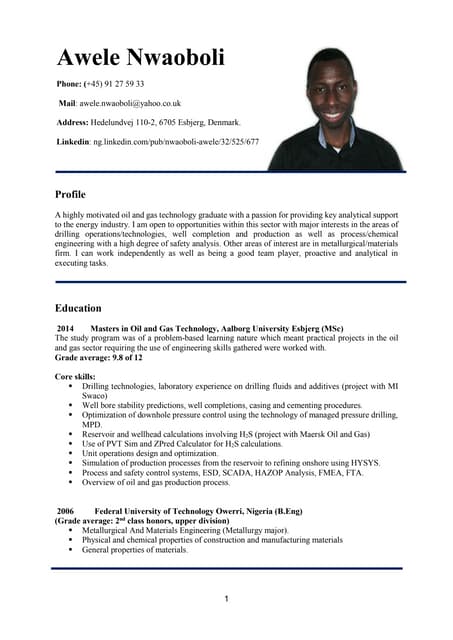 Awele Nwaoboli
Phone: (+45) 91 27 59 33
Mail: awele.nwaoboli@yahoo.co.uk
Address: Hedelundvej 110-2, 6705 Esbjerg, Denmark.
Linkedin: ng.linkedin.com/pub/nwaoboli-awele/32/525/677
Profile
A highly motivated oil and gas technology graduate with a passion for providing key analytical support
to the energy industry. I am open to opportunities within this sector with major interests in the areas of
drilling operations/technologies, well completion and production as well as process/chemical
engineering with a high degree of safety analysis. Other areas of interest are in metallurgical/materials
firm. I can work independently as well as being a good team player, proactive and analytical in
executing tasks.
Education
2014 Masters in Oil and Gas Technology, Aalborg University Esbjerg (MSc)
The study program was of a problem-based learning nature which meant practical projects in the oil
and gas sector requiring the use of engineering skills gathered were worked with.
Grade average: 9.8 of 12
Core skills:
▪ Drilling technologies, laboratory experience on drilling fluids and additives (project with MI
Swaco)
▪ Well bore stability predictions, well completions, casing and cementing procedures.
▪ Optimization of downhole pressure control using the technology of managed pressure drilling,
MPD.
▪ Reservoir and wellhead calculations involving H2S (project with Maersk Oil and Gas)
▪ Use of PVT Sim and ZPred Calculator for H2S calculations.
▪ Unit operations design and optimization.
▪ Simulation of production processes from the reservoir to refining onshore using HYSYS.
▪ Process and safety control systems, ESD, SCADA, HAZOP Analysis, FMEA, FTA.
▪ Overview of oil and gas production process.
2006 Federal University of Technology Owerri, Nigeria (B.Eng)
(Grade average: 2nd class honors, upper division)
▪ Metallurgical And Materials Engineering (Metallurgy major).
▪ Physical and chemical properties of construction and manufacturing materials
▪ General properties of materials.
1